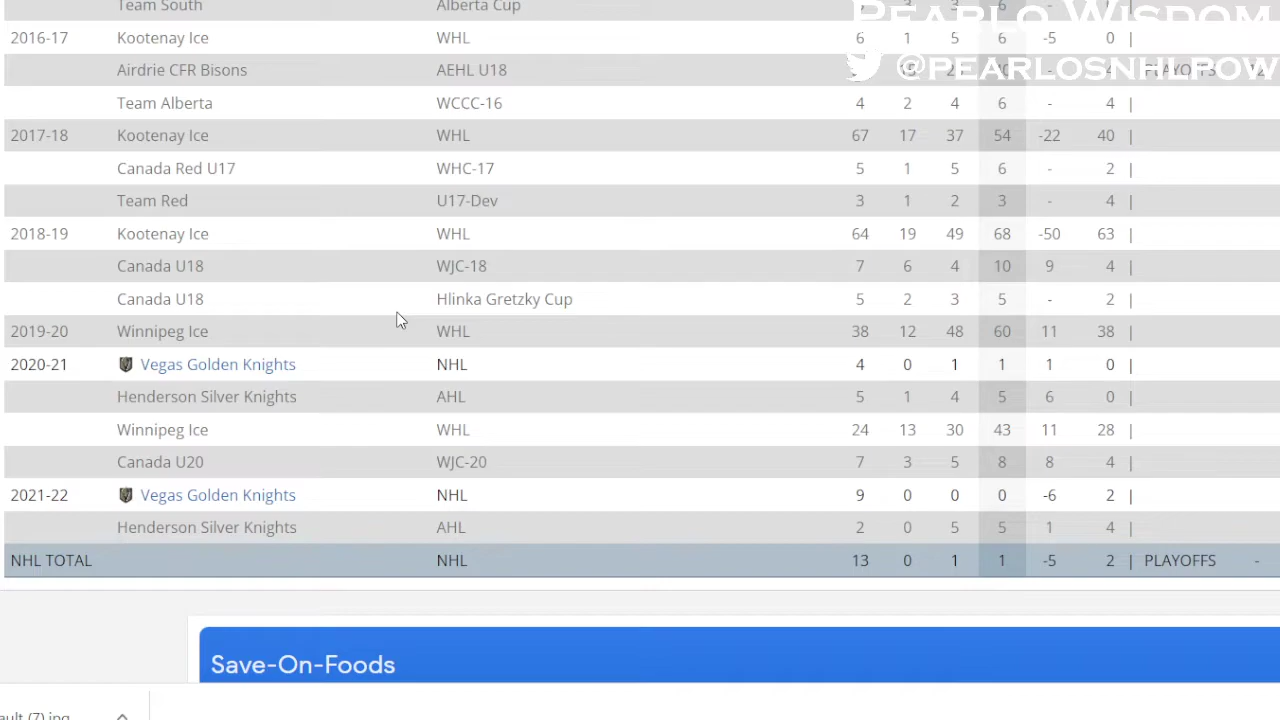 Team South Alberta Cup 6 -
PEARLO WISDOM
2016-17 Kootenay Ice WHL 6 1 5 6 -5 0 |
Airdrie CFR Bisons AEHL U18 - PLAYOFFS
@PEARLOSNHLPOW
Team Alberta WCCC-16 4 2 4 6 - 4 |
2017-18 Kootenay Ice WHL 67 17 37 54 -22 40 |
Canada Red U17 WHC-17 5 1 5 6 - 2 |
Team Red U17-Dev 3 1 2 3 - 4 |
2018-19 Kootenay Ice WHL 64 19 49 68 -50 63 |
Canada U18 WJC-18 7 6 4 10 9 4 |
Canada U18 Hlinka Gretzky Cup 5 2 3 5 - 2 |
2019-20 Winnipeg Ice WHL 38 12 48 60 11 38 |
2020-21 Vegas Golden Knights NHL 4 0 1 1 1 0 |
Henderson Silver Knights AHL 5 1 4 5 6 0 |
Winnipeg Ice WHL 24 13 30 43 11 28 |
Canada U20 WJC-20 7 3 5 8 8 4 |
2021-22 Vegas Golden Knights NHL 9 0 0 0 -6 2 |
Henderson Silver Knights AHL 2 0 5 5 1 4 |
NHL TOTAL NHL 13 0 1 1 -5 2 | PLAYOFFS -
Save-On-Foods
ault (7).jpg